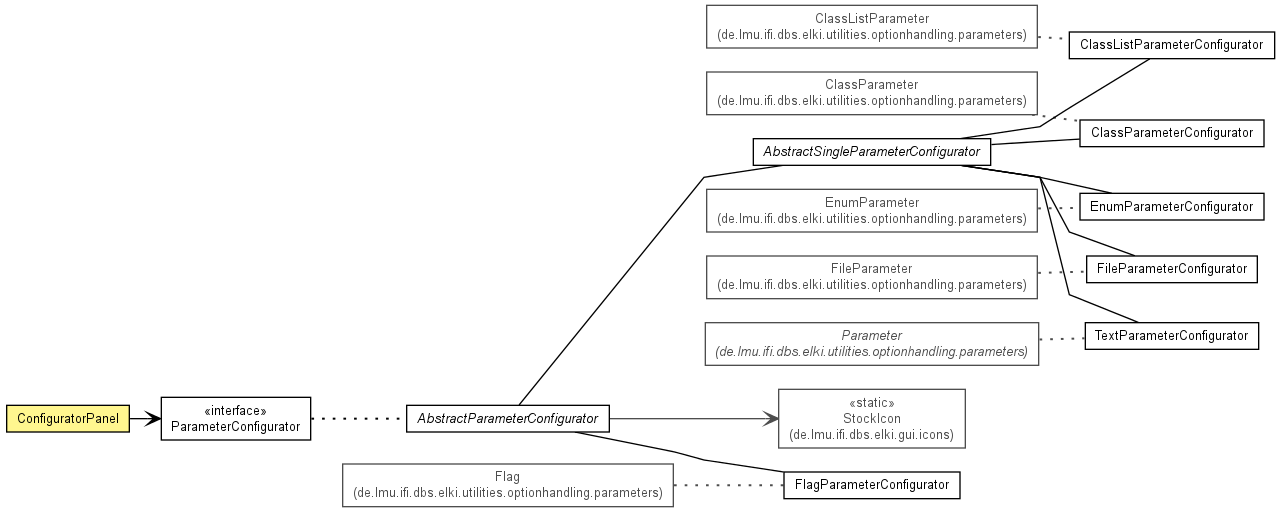 ClassListParameter
(de.lmu.ifi.dbs.elki.utilities.optionhandling.parameters)
ClassListParameterConfigurator
ClassParameter
(de.lmu.ifi.dbs.elki.utilities.optionhandling.parameters)
ClassParameterConfigurator
AbstractSingleParameterConfigurator
EnumParameter
(de.lmu.ifi.dbs.elki.utilities.optionhandling.parameters)
EnumParameterConfigurator
FileParameter
(de.lmu.ifi.dbs.elki.utilities.optionhandling.parameters)
FileParameterConfigurator
Parameter
(de.lmu.ifi.dbs.elki.utilities.optionhandling.parameters)
TextParameterConfigurator
ConfiguratorPanel
«interface»
ParameterConfigurator
AbstractParameterConfigurator
«static»
StockIcon
(de.lmu.ifi.dbs.elki.gui.icons)
Flag
(de.lmu.ifi.dbs.elki.utilities.optionhandling.parameters)
FlagParameterConfigurator